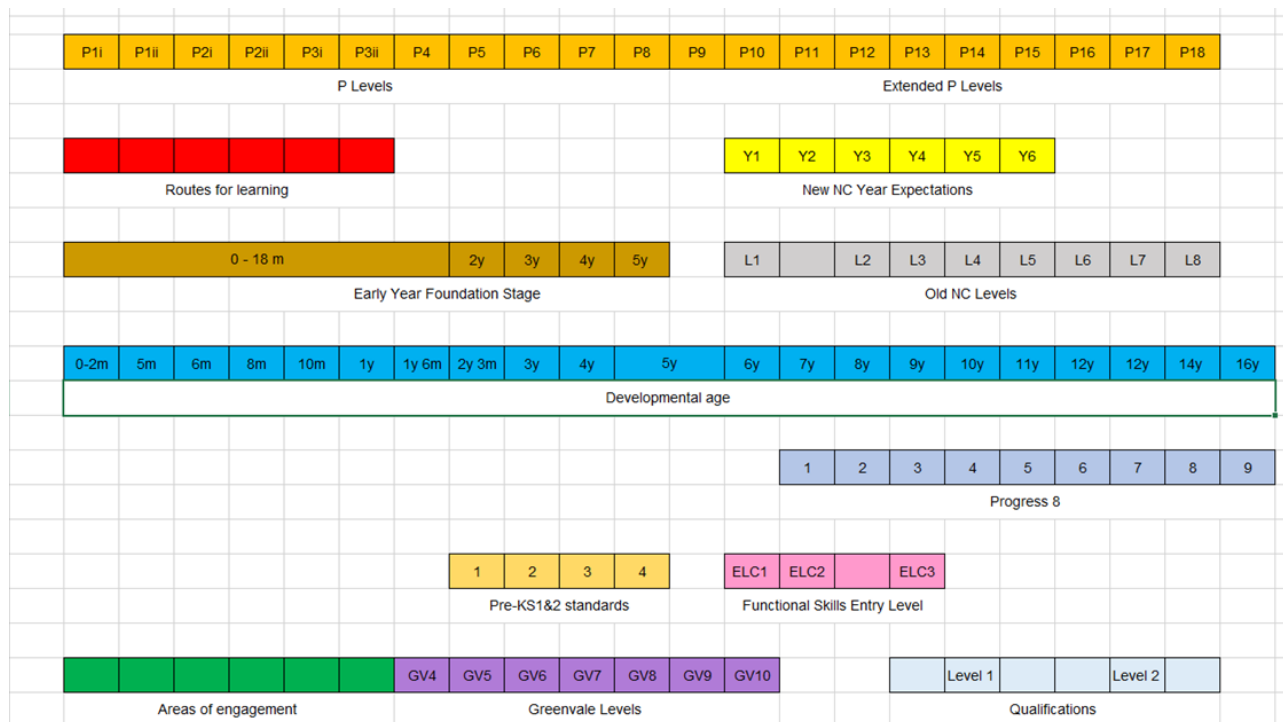 P1i P1ii P2i P2ii P3i P3ii P4 P5 P6 P7 P8 P9 P10 P11 P12 P13 P14 P15 P16 P17 P18
P Levels Extended P Levels
Y1 Y2 Y3 Y4 Y5 Y6
Routes for learning New NC Year Expectations
0 - 18 m 2y 3y 4y 5y L1 L2 L3 L4 L5 L6 L7 L8
Early Year Foundation Stage Old NC Levels
0-2m 5m 6m 8m 10m 1y 1y 6m 2y 3m 3y 4y 5y 6y 7y 8y 9y 10y 11y 12y 12y 14y 16y
Developmental age
1 2 3 4 5 6 7 8 9
Progress 8
1 2 3 4 ELC1 ELC2 ELC3
Pre-KS1&2 standards Functional Skills Entry Level
GV4 GV5 GV6 GV7 GV8 GV9 GV10 Level 1 Level 2
Areas of engagement Greenvale Levels Qualifications